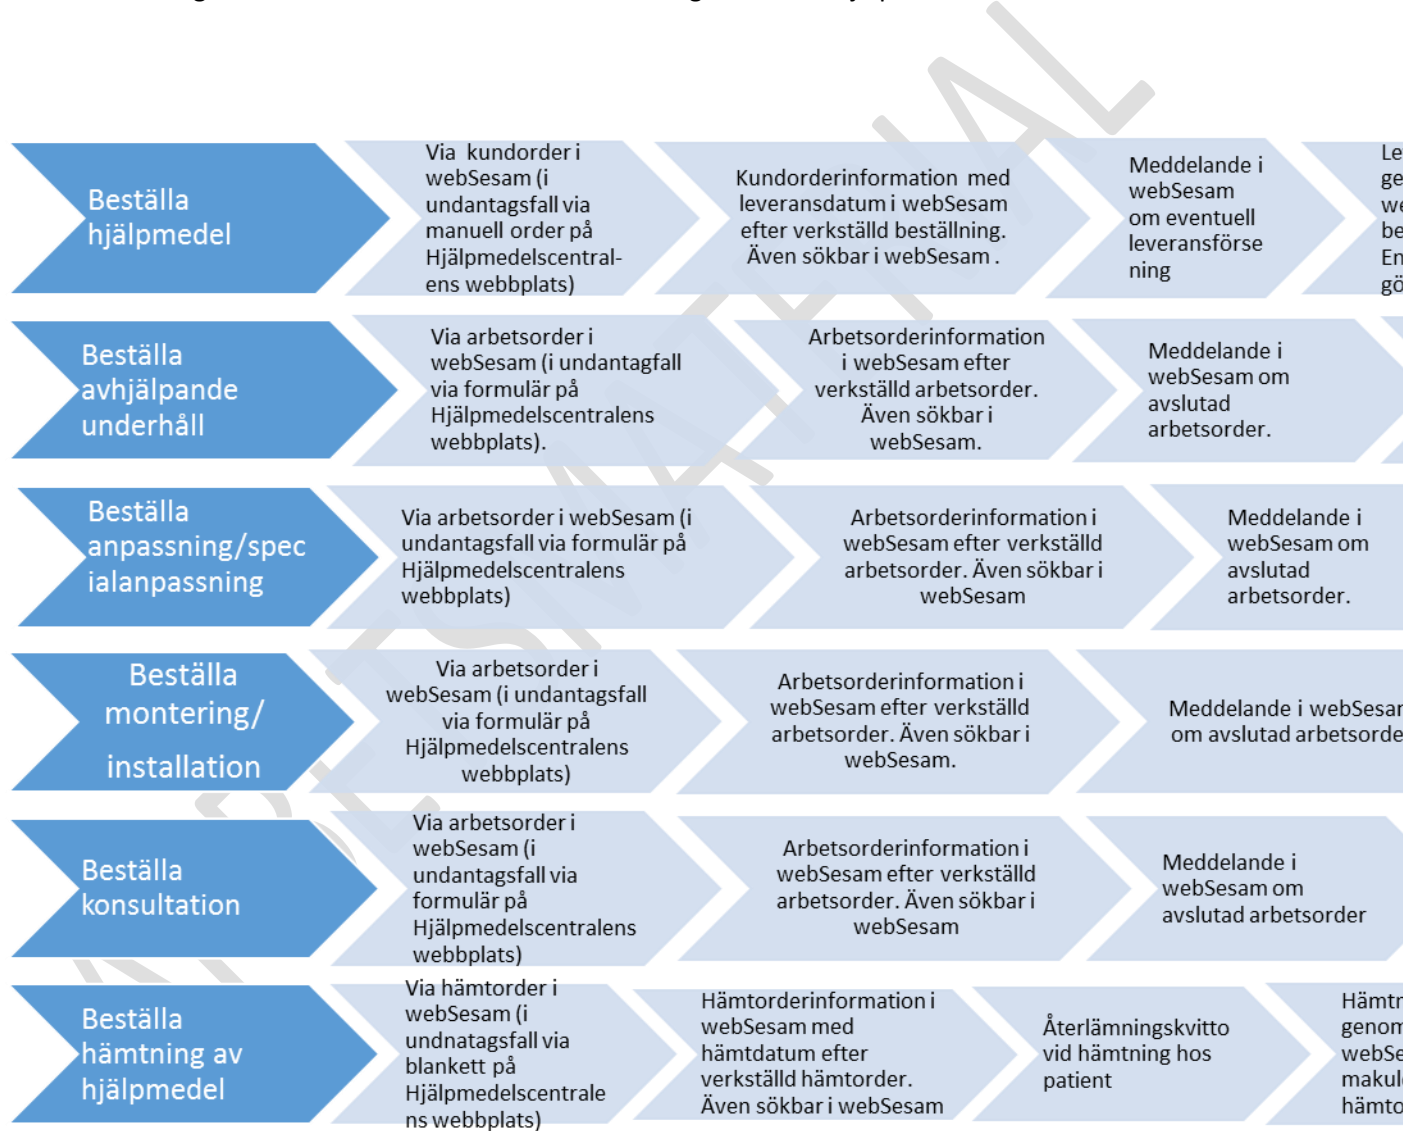 Beställa
hjälpmedel
Via kundorder i
webSesam (i
undantagsfall via
manuell order på
Hjälpmedelscentral-
ens webbplats)
Kundorderinformation med
leveransdatum i webSesam
efter verkställd beställning.
Även sökbar i webSesam .
Meddelande i
webSesam
om eventuell
leveransförse
ning
Beställa
avhjälpande
underhåll
Via arbetsorder i
webSesam (i undantagfall
via formulär på
Hjälpmedelscentralens
webbplats).
Arbetsorderinformation
i webSesam efter
verkställd arbetsorder.
Även sökbar i
webSesam.
Meddelande i
webSesam om
avslutad
arbetsorder.
Beställa
anpassning/spec
ialanpassning
Via arbetsorder i webSesam (i
undantagsfall via formulär på
Hjälpmedelscentralens
webbplats)
Arbetsorderinformation i
webSesam efter verkställd
arbetsorder. Även sökbar i
webSesam
Meddelande i
webSesam om
avslutad
arbetsorder.
Beställa
montering/
installation
Via arbetsorder i
webSesam (i undantagsfall
via formulär på
Hjälpmedelscentralens
webbplats)
Arbetsorderinformation i
webSesam efter verkställd
arbetsorder. Även sökbar i
webSesam.
Meddelande i webSesam
om avslutad arbetsorde
Beställa
konsultation
Via arbetsorder i
webSesam (i
undantagsfall via
formulär på
Hjälpmedelscentralens
webbplats)
Arbetsorderinformation i
webSesam efter verkställd
arbetsorder. Även sökbar i
webSesam
Meddelande i
webSesam om
avslutad arbetsorder
Beställa
hämtning av
hjälpmedel
Via hämtorder i
webSesam (i
undnatagsfall via
blankett på
Hjälpmedelscentrale
ns webbplats)
Hämtorderinformation i
webSesam med
hämtdatum efter
verkställd hämtorder.
Även sökbar i webSesam
Återlämningskvitto
vid hämtning hos
patient
ARBETSMATERIAL